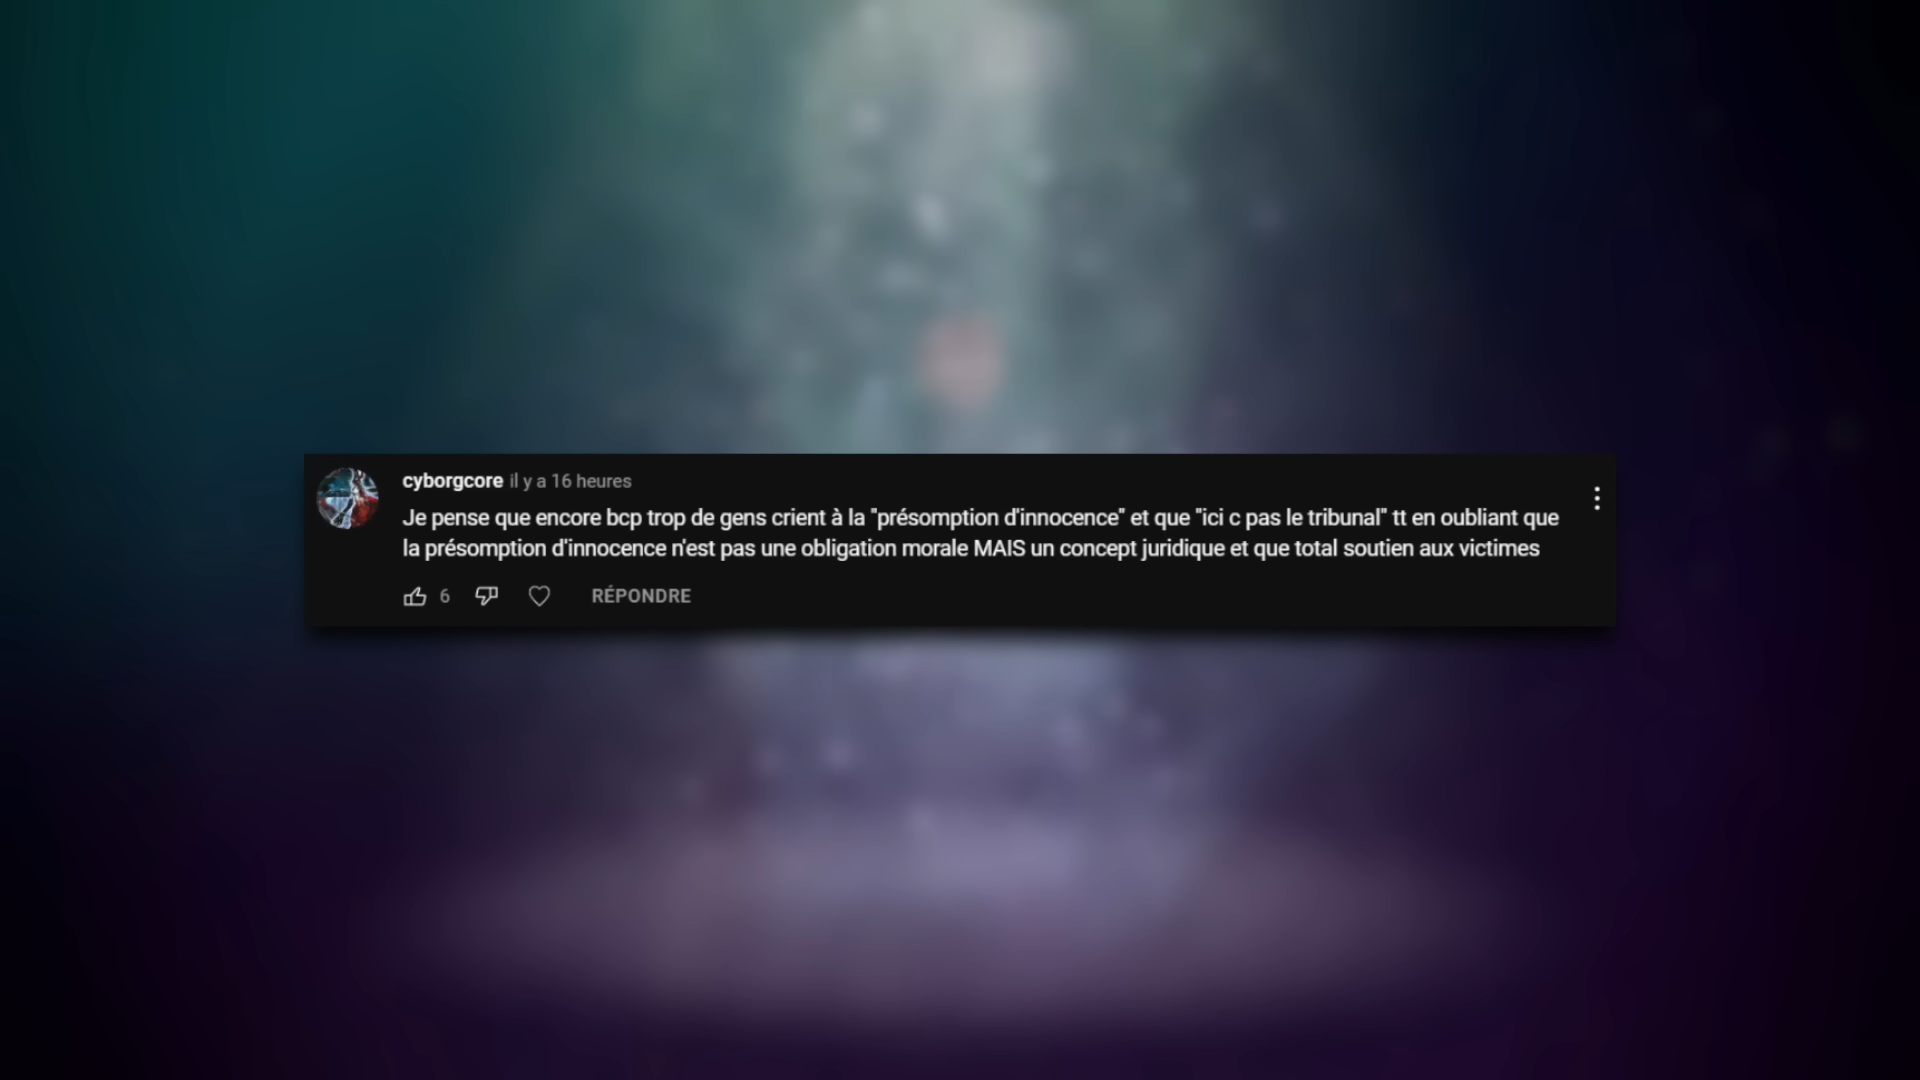 cyborgcore il y a 16 heures
Je pense que encore bcp trop de gens crient à la "présomption d'innocence" et que "ici c pas le tribunal" tt en oubliant que
la présomption d'innocence n'est pas une obligation morale MAIS un concept juridique et que total soutien aux victimes
6 RÉPONDRE